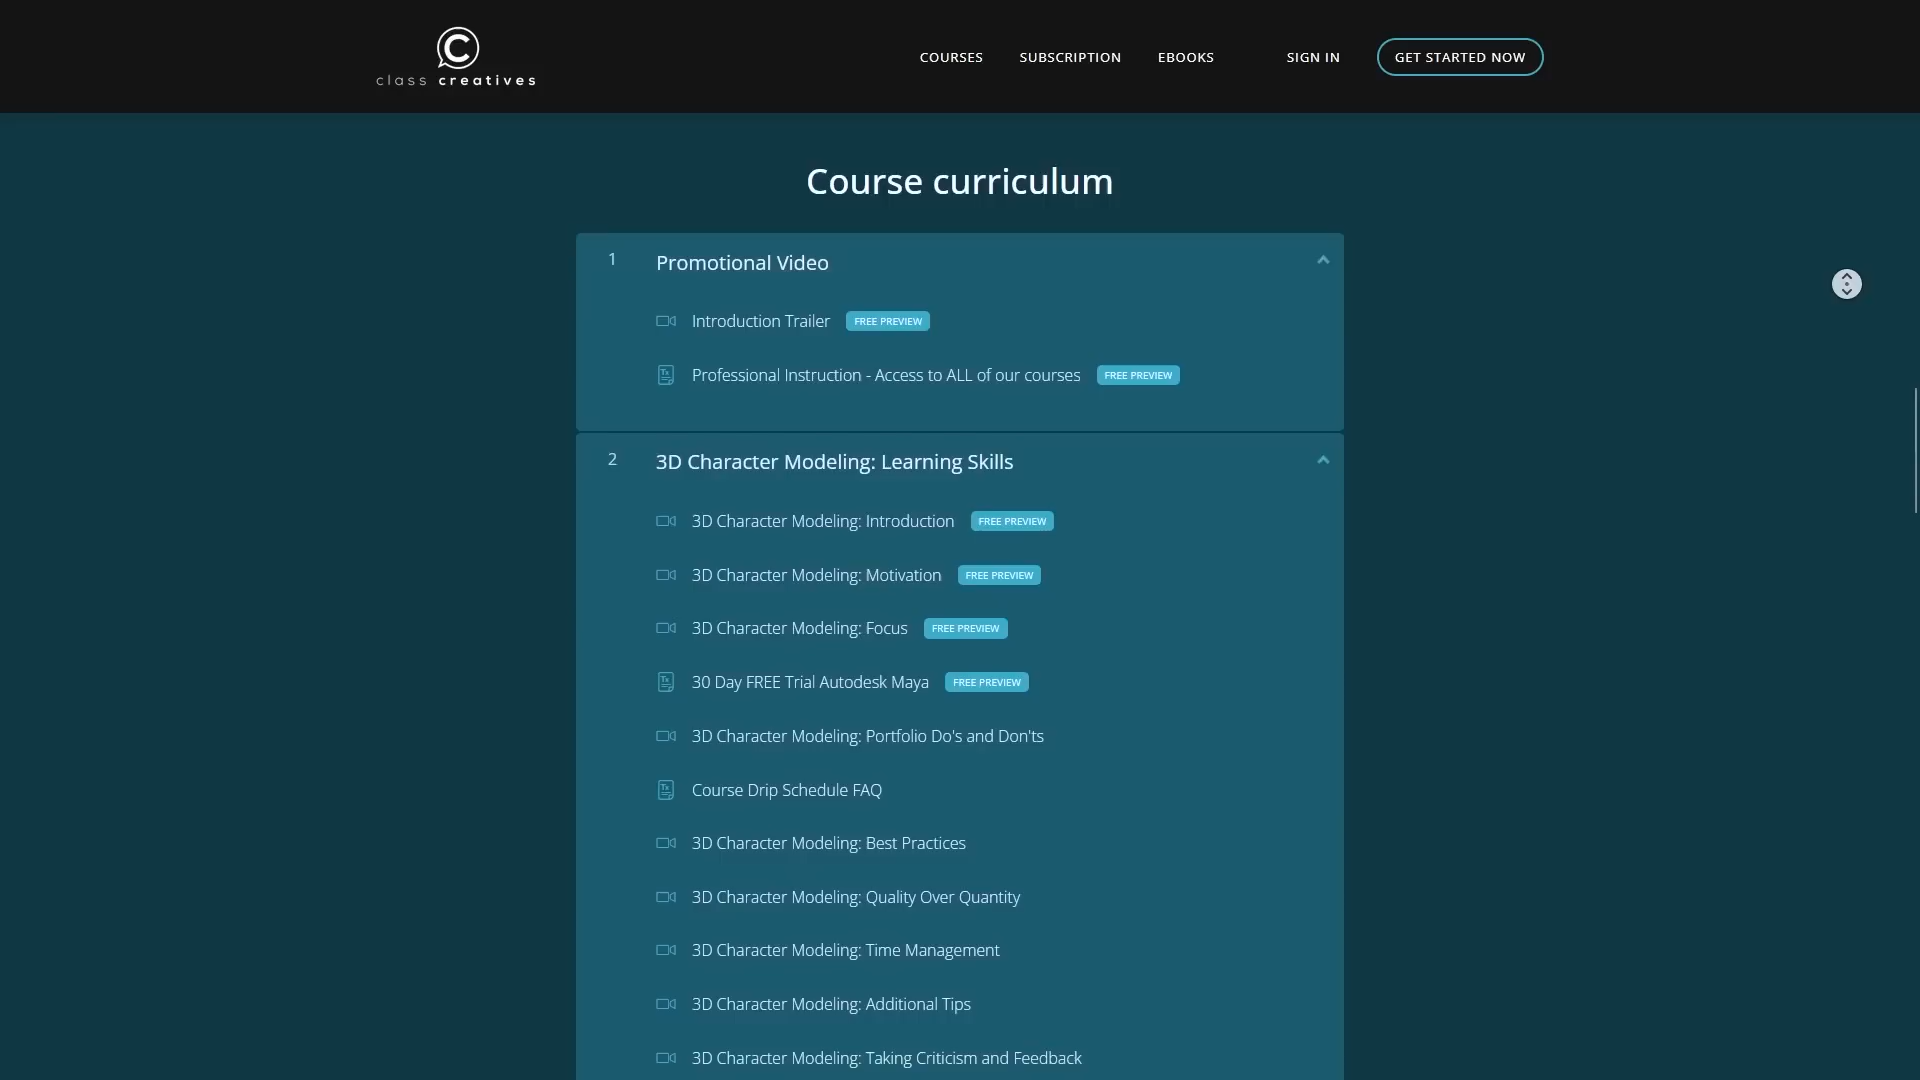 class creatives
COURSES
SUBSCRIPTION
EBOOKS
SIGN IN
GET STARTED NOW
Course curriculum
1
Promotional Video
Introduction Trailer FREE PREVIEW
Professional Instruction - Access to ALL of our courses FREE PREVIEW
2
3D Character Modeling: Learning Skills
3D Character Modeling: Introduction FREE PREVIEW
3D Character Modeling: Motivation FREE PREVIEW
3D Character Modeling: Focus FREE PREVIEW
30 Day FREE Trial Autodesk Maya FREE PREVIEW
3D Character Modeling: Portfolio Do's and Don'ts
Course Drip Schedule FAQ
3D Character Modeling: Best Practices
3D Character Modeling: Quality Over Quantity
3D Character Modeling: Time Management
3D Character Modeling: Additional Tips
3D Character Modeling: Taking Criticism and Feedback